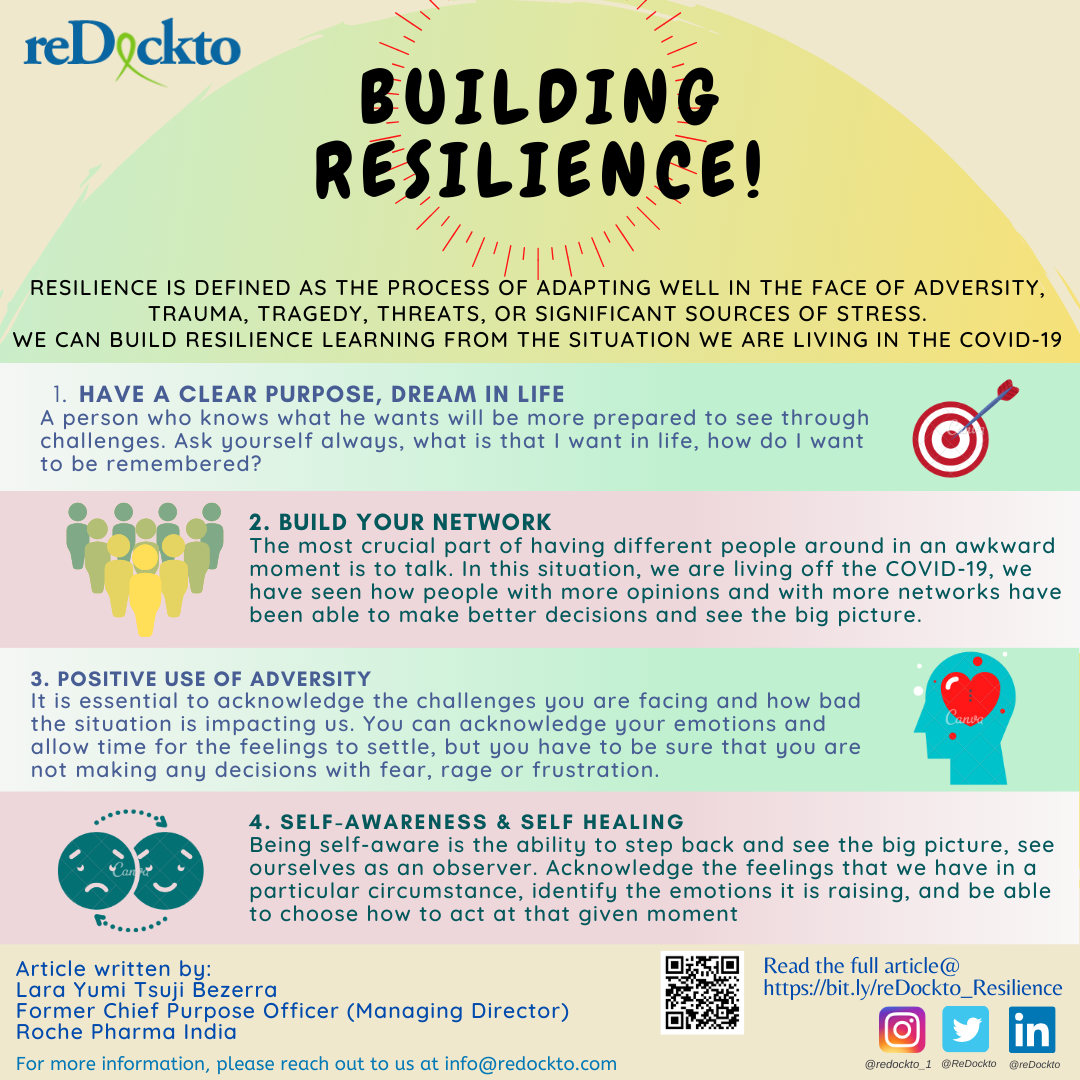 reDockto
BUILDING
RESILIENCE!
RESILIENCE IS DEFINED AS THE PROCESS OF ADAPTING WELL IN THE FACE OF ADVERSITY,
TRAUMA, TRAGEDY, THREATS, OR SIGNIFICANT SOURCES OF STRESS.
WE CAN BUILD RESILIENCE LEARNING FROM THE SITUATION WE ARE LIVING IN THE COVID-19
1. HAVE A CLEAR PURPOSE, DREAM IN LIFE
A person who knows what he wants will be more prepared to see through
challenges. Ask yourself always, what is that I want in life, how do I want
to be remembered?
Canva
2. BUILD YOUR NETWORK
The most crucial part of having different people around in an awkward
moment is to talk. In this situation, we are living off the COVID-19, we
have seen how people with more opinions and with more networks have
been able to make better decisions and see the big picture.
3. POSITIVE USE OF ADVERSITY
It is essential to acknowledge the challenges you are facing and how bad
the situation is impacting us. You can acknowledge your emotions and
allow time for the feelings to settle, but you have to be sure that you are
not making any decisions with fear, rage or frustration.
Canva
4. SELF-AWARENESS & SELF HEALING
Being self-aware is the ability to step back and see the big picture, see
ourselves as an observer. Acknowledge the feelings that we have in a
particular circumstance, identify the emotions it is raising, and be able
to choose how to act at that given moment
Canva
Article written by:
Lara Yumi Tsuji Bezerra
Former Chief Purpose Officer (Managing Director)
Roche Pharma India
For more information, please reach out to us at info@redockto.com
Read the full article@
https://bit.ly/reDockto_Resilience
in
@redockto_1 @ReDockto @reDockto